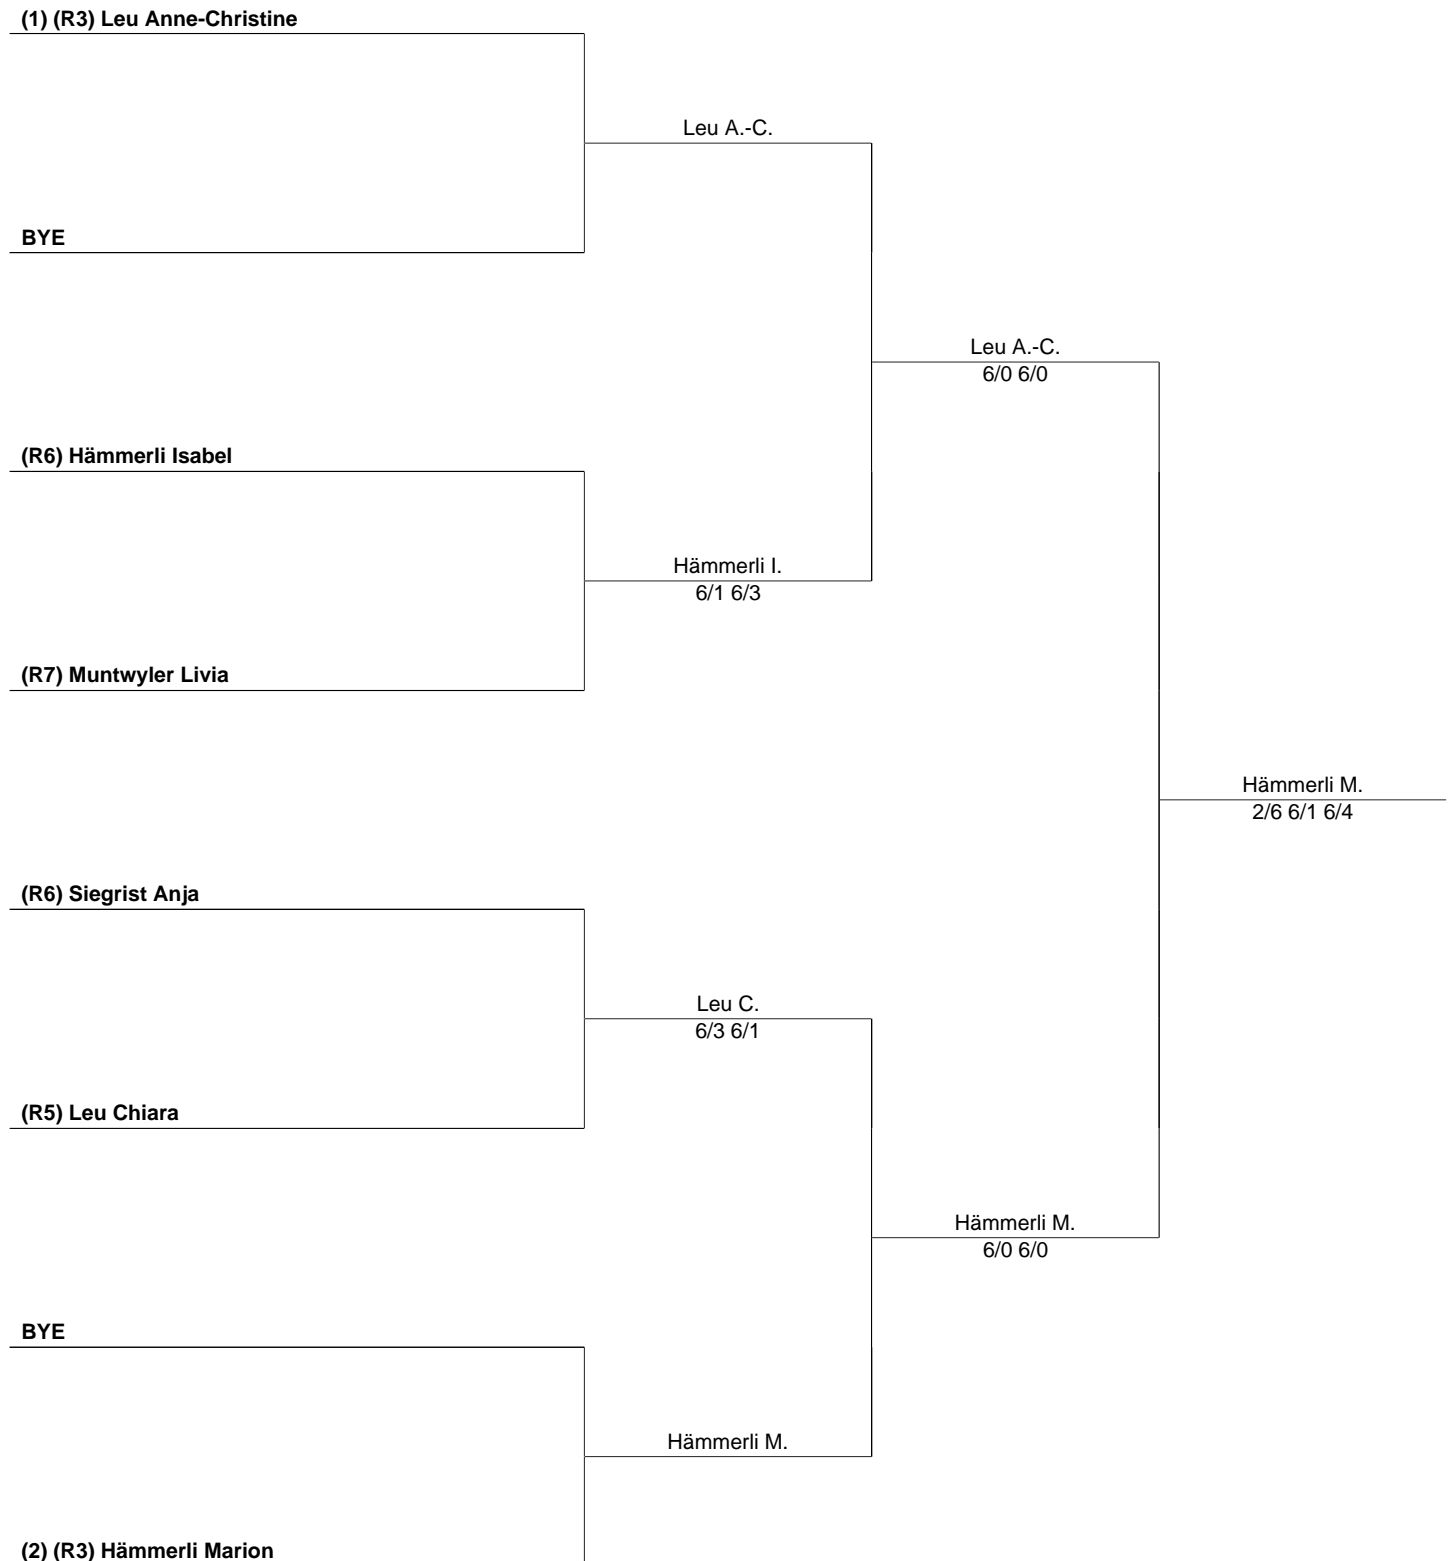 (1) (R3) Leu Anne-Christine
Leu A.-C.
BYE
Leu A.-C.
6/0 6/0
(R6) Hämmerli Isabel
Hämmerli I.
6/1 6/3
(R7) Muntwyler Livia
Hämmerli M.
2/6 6/1 6/4
(R6) Siegrist Anja
Leu C.
6/3 6/1
(R5) Leu Chiara
Hämmerli M.
6/0 6/0
BYE
Hämmerli M.
(2) (R3) Hämmerli Marion